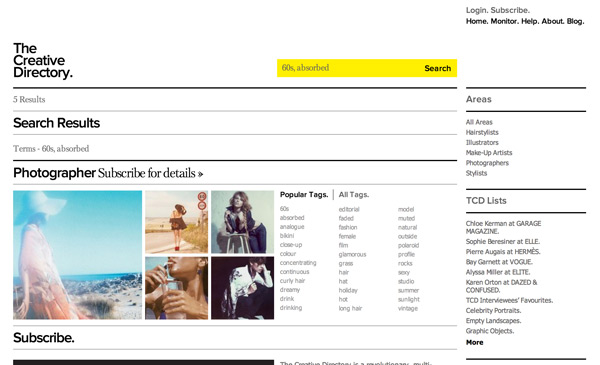 Login. Subscribe.
Home. Monitor. Help. About. Blog.
The
Creative
Directory.
60s, absorbed
Search
5 Results
Search Results
Terms - 60s, absorbed
Photographer Subscribe for details »
Popular Tags. | All Tags.
60s
absorbed
analogue
bikini
close-up
colour
concentrating
continuous
curly hair
dreamy
drink
drinking
editorial
faded
fashion
female
film
glamorous
grass
hair
hat
holiday
hot
long hair
model
muted
natural
outside
polaroid
profile
rocks
sexy
studio
summer
sunlight
vintage
Subscribe.
The Creative Directory is a revolutionary, multi-
Areas
All Areas
Hairstylists
Illustrators
Make-Up Artists
Photographers
Stylists
TCD Lists
Chloe Kerman at GARAGE
MAGAZINE.
Sophie Beresiner at ELLE.
Pierre Augais at HERMÈS.
Bay Garnett at VOGUE.
Alyssa Miller at ELITE.
Karen Orton at DAZED &
CONFUSED.
TCD Interviewees' Favourites.
Celebrity Portraits.
Empty Landscapes.
Graphic Objects.
More